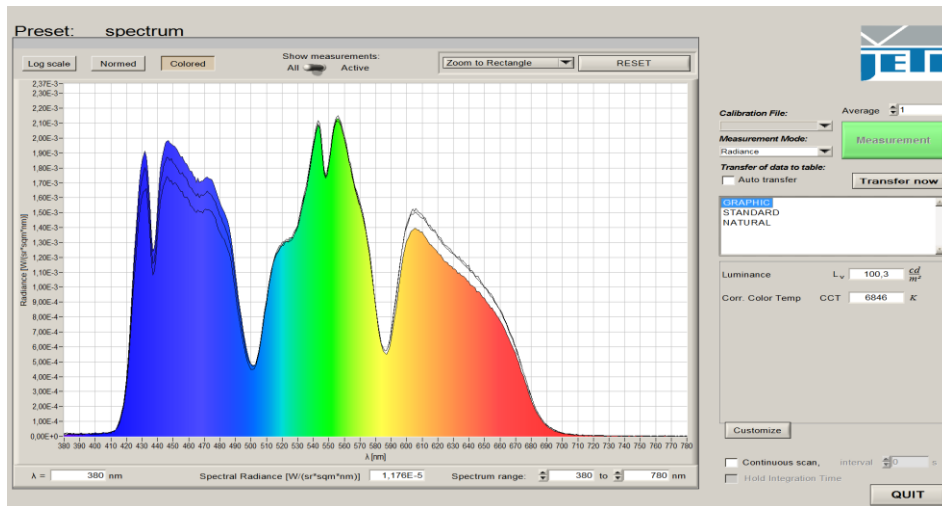 Preset: spectrum
Log scale Normed Colored
Show measurements:
All Active
Zoom to Rectangle RESET
2,37E-3
2,30E-3
2,20E-3
2,10E-3
2,00E-3
1,90E-3
1,80E-3
1,70E-3
1,60E-3
1,50E-3
1,40E-3
1,30E-3
1,20E-3
1,10E-3
1,00E-3
9,00E-4
8,00E-4
7,00E-4
6,00E-4
5,00E-4
4,00E-4
3,00E-4
2,00E-4
1,00E-4
0,00E+0
Radiance [W/(sr*sqm*nm)]
380 390 400 410 420 430 440 450 460 470 480 490 500 510 520 530 540 550 560 570 580 590 600 610 620 630 640 650 660 670 680 690 700 710 720 730 740 750 760 770 780
λ [nm]
λ = 380 nm Spectral Radiance [W/(sr*sqm*nm)] 1,176E-5 Spectrum range: 380 to 780 nm
JETI
Calibration File:
Average 1
Measurement Mode:
Radiance
Measurement
Transfer of data to table:
Auto transfer
Transfer now
GRAPHIC
STANDARD
NATURAL
Luminance Lv 100,3 cd/m²
Corr. Color Temp CCT 6846 K
Customize
Continuous scan, interval 0 s
Hold Integration Time
QUIT